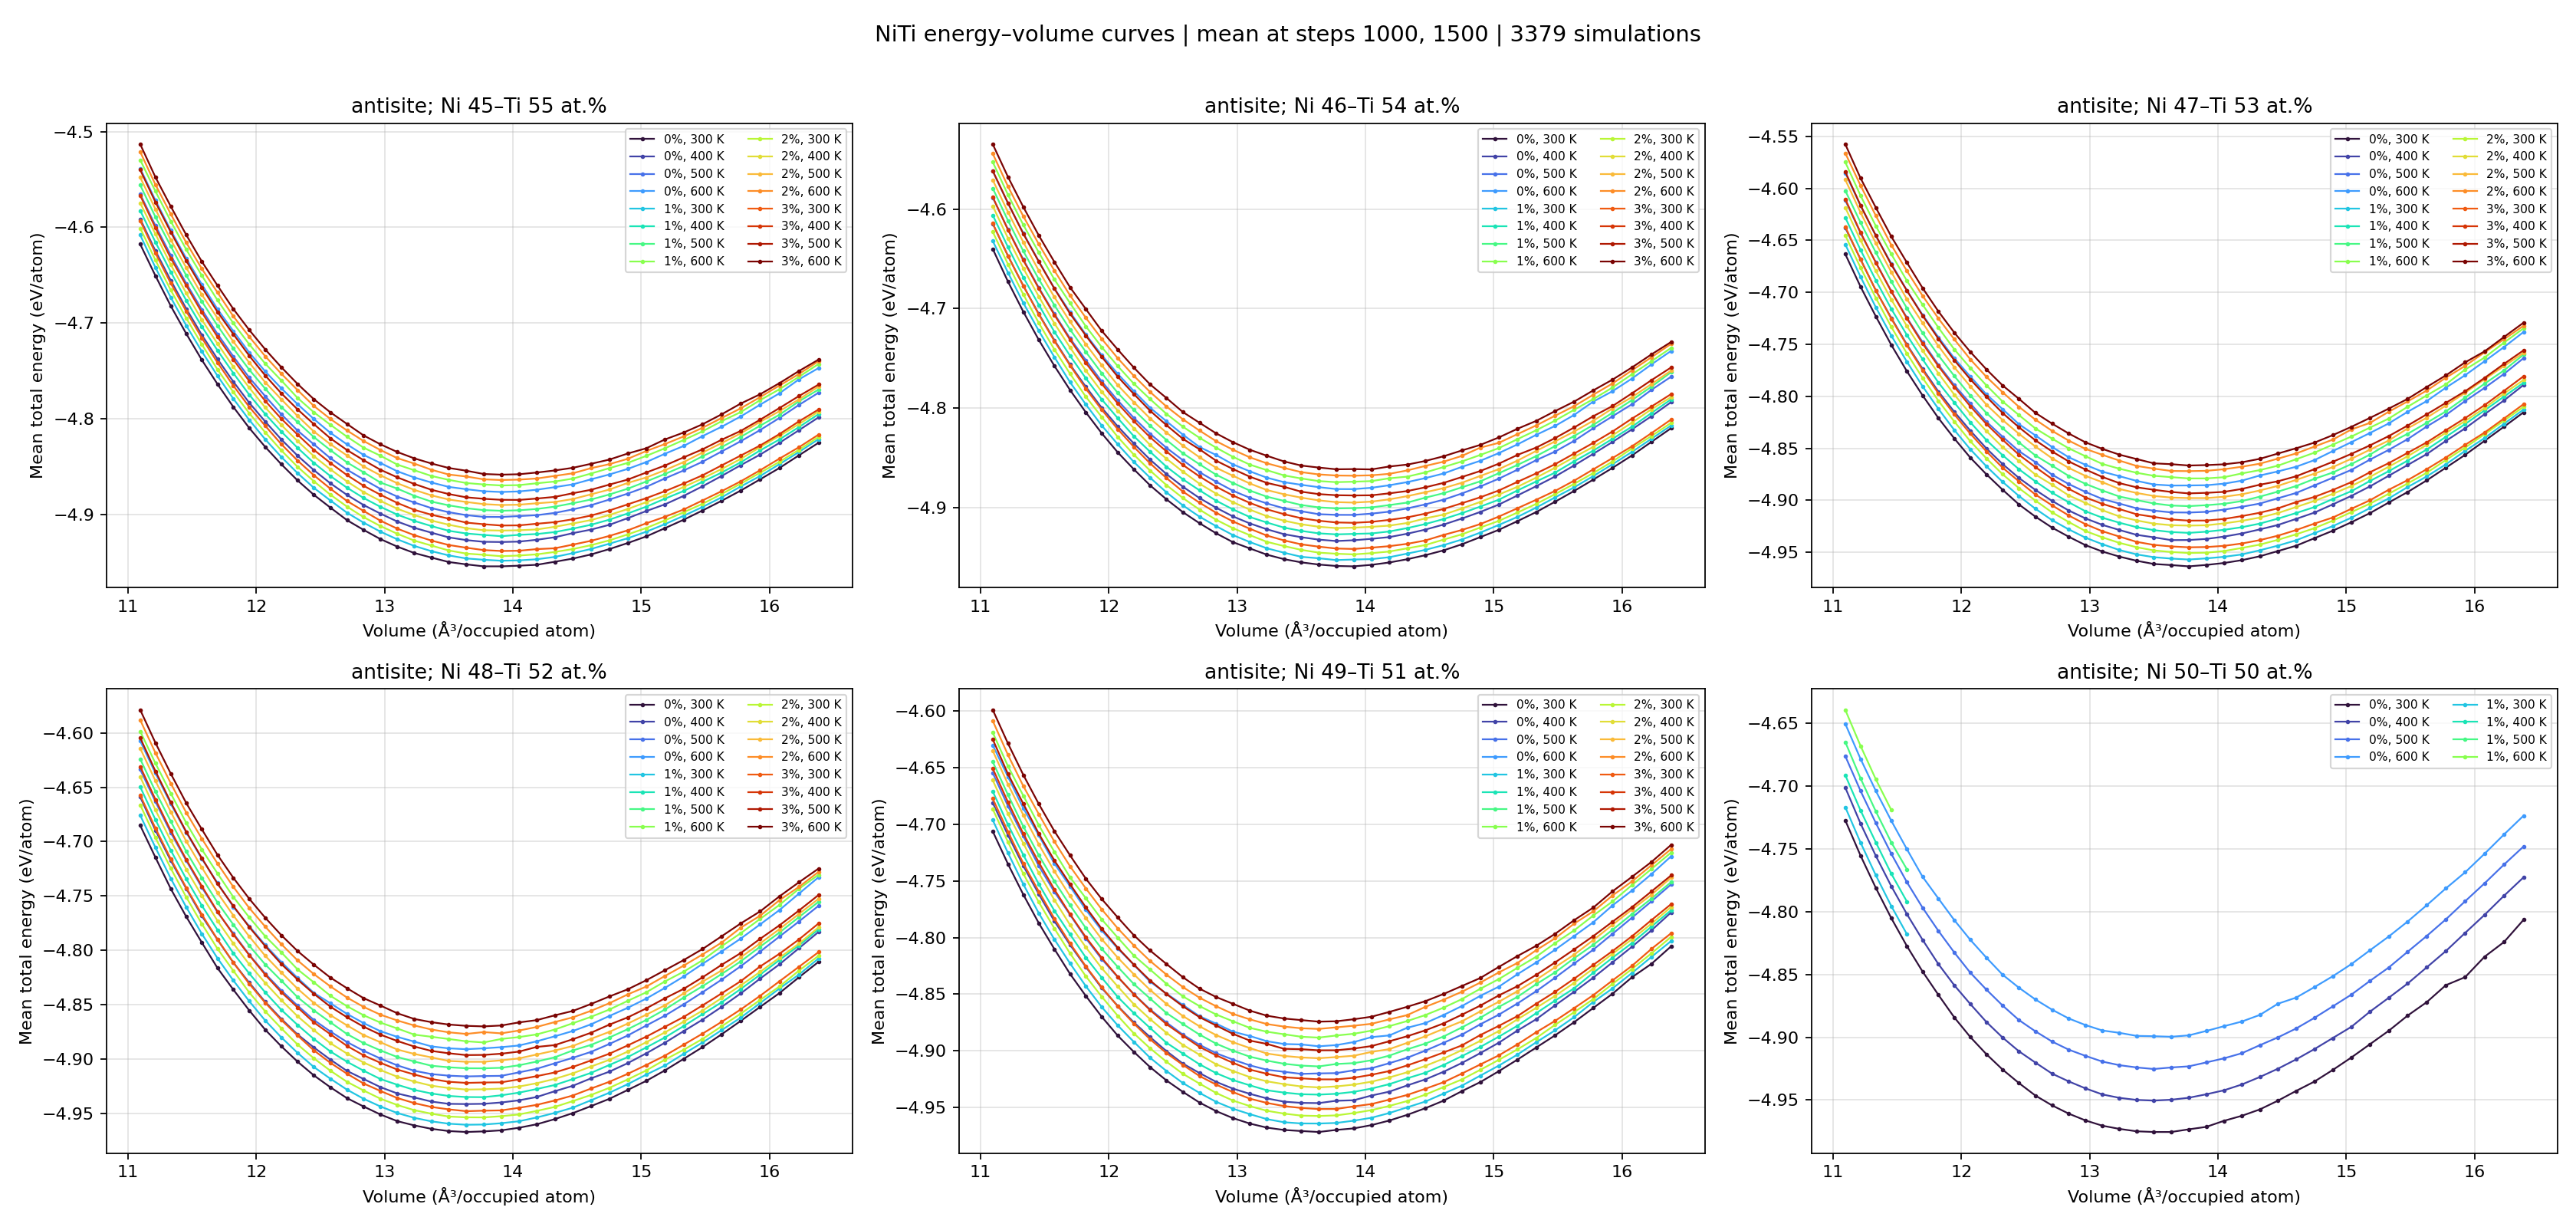 NiTi energy–volume curves | mean at steps 1000, 1500 | 3379 simulations
antisite; Ni 45–Ti 55 at.%
Mean total energy (eV/atom)
−4.5
−4.6
−4.7
−4.8
−4.9
0%, 300 K
0%, 400 K
0%, 500 K
0%, 600 K
1%, 300 K
1%, 400 K
1%, 500 K
1%, 600 K
2%, 300 K
2%, 400 K
2%, 500 K
2%, 600 K
3%, 300 K
3%, 400 K
3%, 500 K
3%, 600 K
11 12 13 14 15 16
Volume (Å³/occupied atom)
antisite; Ni 46–Ti 54 at.%
Mean total energy (eV/atom)
−4.6
−4.7
−4.8
−4.9
0%, 300 K
0%, 400 K
0%, 500 K
0%, 600 K
1%, 300 K
1%, 400 K
1%, 500 K
1%, 600 K
2%, 300 K
2%, 400 K
2%, 500 K
2%, 600 K
3%, 300 K
3%, 400 K
3%, 500 K
3%, 600 K
11 12 13 14 15 16
Volume (Å³/occupied atom)
antisite; Ni 47–Ti 53 at.%
Mean total energy (eV/atom)
−4.55
−4.60
−4.65
−4.70
−4.75
−4.80
−4.85
−4.90
−4.95
0%, 300 K
0%, 400 K
0%, 500 K
0%, 600 K
1%, 300 K
1%, 400 K
1%, 500 K
1%, 600 K
2%, 300 K
2%, 400 K
2%, 500 K
2%, 600 K
3%, 300 K
3%, 400 K
3%, 500 K
3%, 600 K
11 12 13 14 15 16
Volume (Å³/occupied atom)
antisite; Ni 48–Ti 52 at.%
Mean total energy (eV/atom)
−4.60
−4.65
−4.70
−4.75
−4.80
−4.85
−4.90
−4.95
0%, 300 K
0%, 400 K
0%, 500 K
0%, 600 K
1%, 300 K
1%, 400 K
1%, 500 K
1%, 600 K
2%, 300 K
2%, 400 K
2%, 500 K
2%, 600 K
3%, 300 K
3%, 400 K
3%, 500 K
3%, 600 K
11 12 13 14 15 16
Volume (Å³/occupied atom)
antisite; Ni 49–Ti 51 at.%
Mean total energy (eV/atom)
−4.60
−4.65
−4.70
−4.75
−4.80
−4.85
−4.90
−4.95
0%, 300 K
0%, 400 K
0%, 500 K
0%, 600 K
1%, 300 K
1%, 400 K
1%, 500 K
1%, 600 K
2%, 300 K
2%, 400 K
2%, 500 K
2%, 600 K
3%, 300 K
3%, 400 K
3%, 500 K
3%, 600 K
11 12 13 14 15 16
Volume (Å³/occupied atom)
antisite; Ni 50–Ti 50 at.%
Mean total energy (eV/atom)
−4.65
−4.70
−4.75
−4.80
−4.85
−4.90
−4.95
0%, 300 K
0%, 400 K
0%, 500 K
0%, 600 K
1%, 300 K
1%, 400 K
1%, 500 K
1%, 600 K
11 12 13 14 15 16
Volume (Å³/occupied atom)